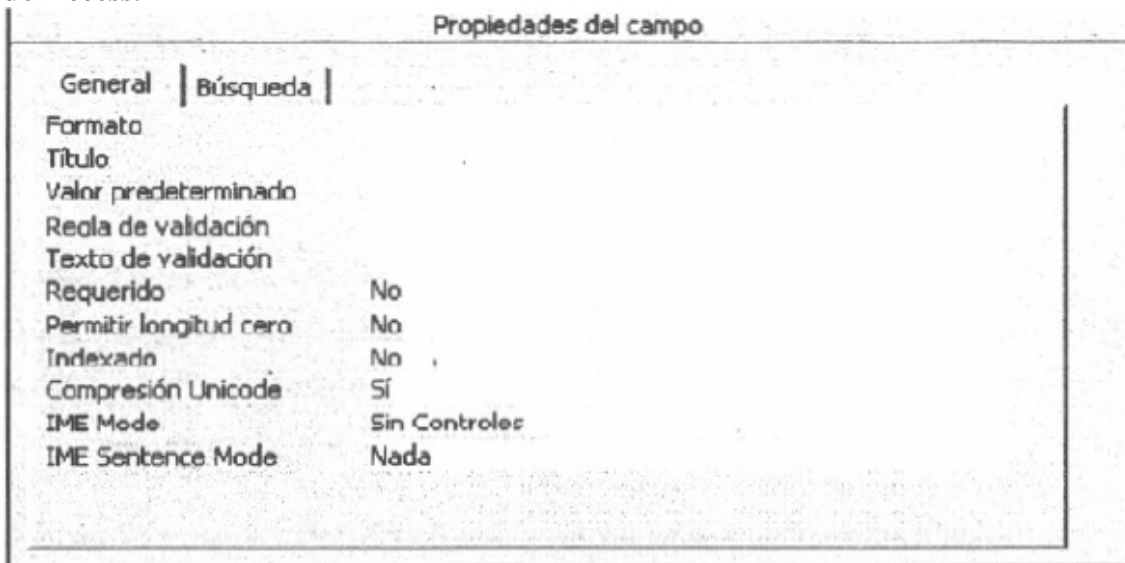 Propiedades del campo
General Búsqueda
Formato
Título
Valor predeterminado
Regla de validación
Texto de validación
Requerido No
Permitir longitud cero No
Indexado No
Compresión Unicode Sí
IME Mode Sin Controles
IME Sentence Mode Nada